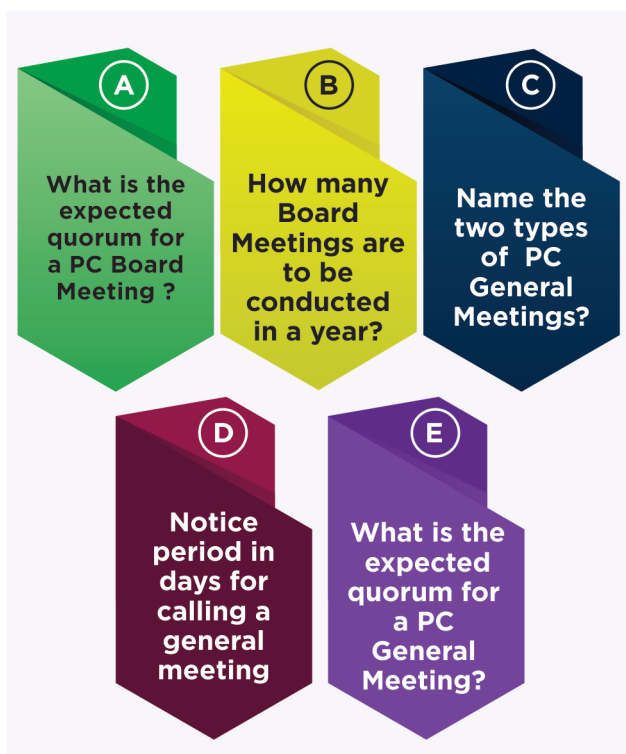 A
What is the
expected
quorum for
a PC Board
Meeting ?
B
How many
Board
Meetings are
to be
conducted
in a year?
C
Name the
two types
of PC
General
Meetings?
D
Notice
period in
days for
calling a
general
meeting
E
What is the
expected
quorum for
a PC
General
Meeting?